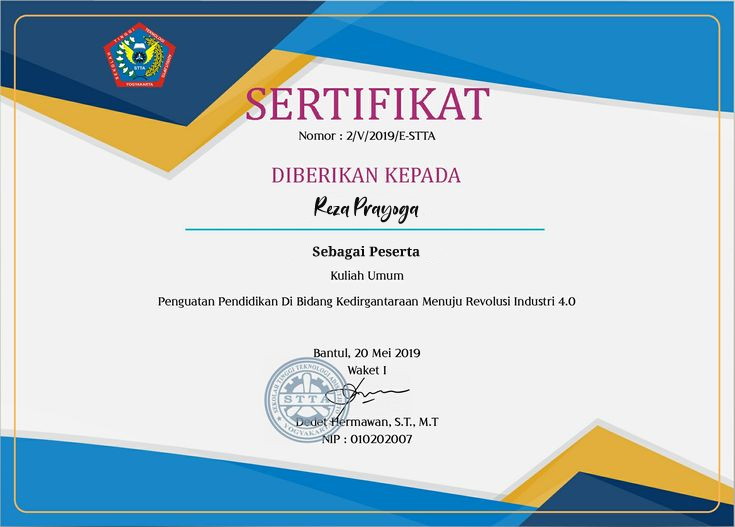 SEKOLAH TINGGI TEKNOLOGI ADISUTJIPTO
STTA
YOGYAKARTA
SERTIFIKAT
Nomor : 2/V/2019/E-STTA
DIBERIKAN KEPADA
Reza Prayoga
Sebagai Peserta
Kuliah Umum
Penguatan Pendidikan Di Bidang Kedirgantaraan Menuju Revolusi Industri 4.0
Bantul, 20 Mei 2019
Waket I
SEKOLAH TINGGI TEKNOLOGI
STTA
YOGYAKARTA
Dedet Hermawan, S.T., M.T
NIP : 010202007